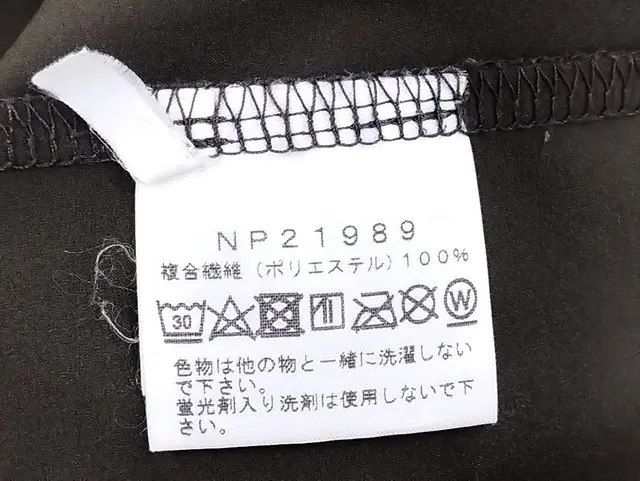 NP21989
複合繊維（ポリエステル）100%
30 W
色物は他の物と一緒に洗濯しない
で下さい。
蛍光剤入り洗剤は使用しないで下
さい。